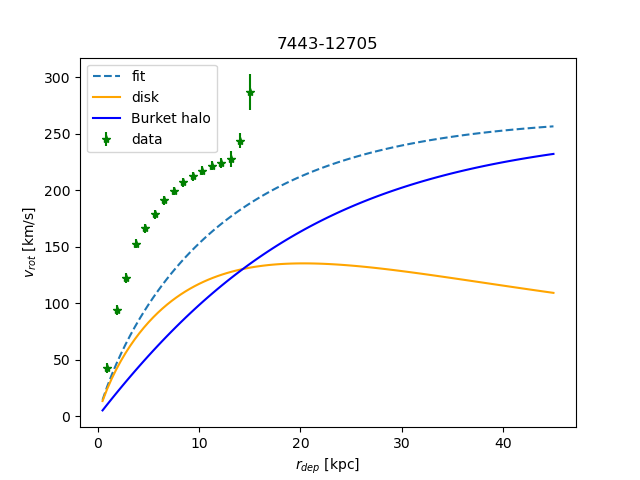 7443-12705
fit
disk
Burket halo
data
300
250
200
150
100
50
0
v_rot [km/s]
0 10 20 30 40
r_dep [kpc]